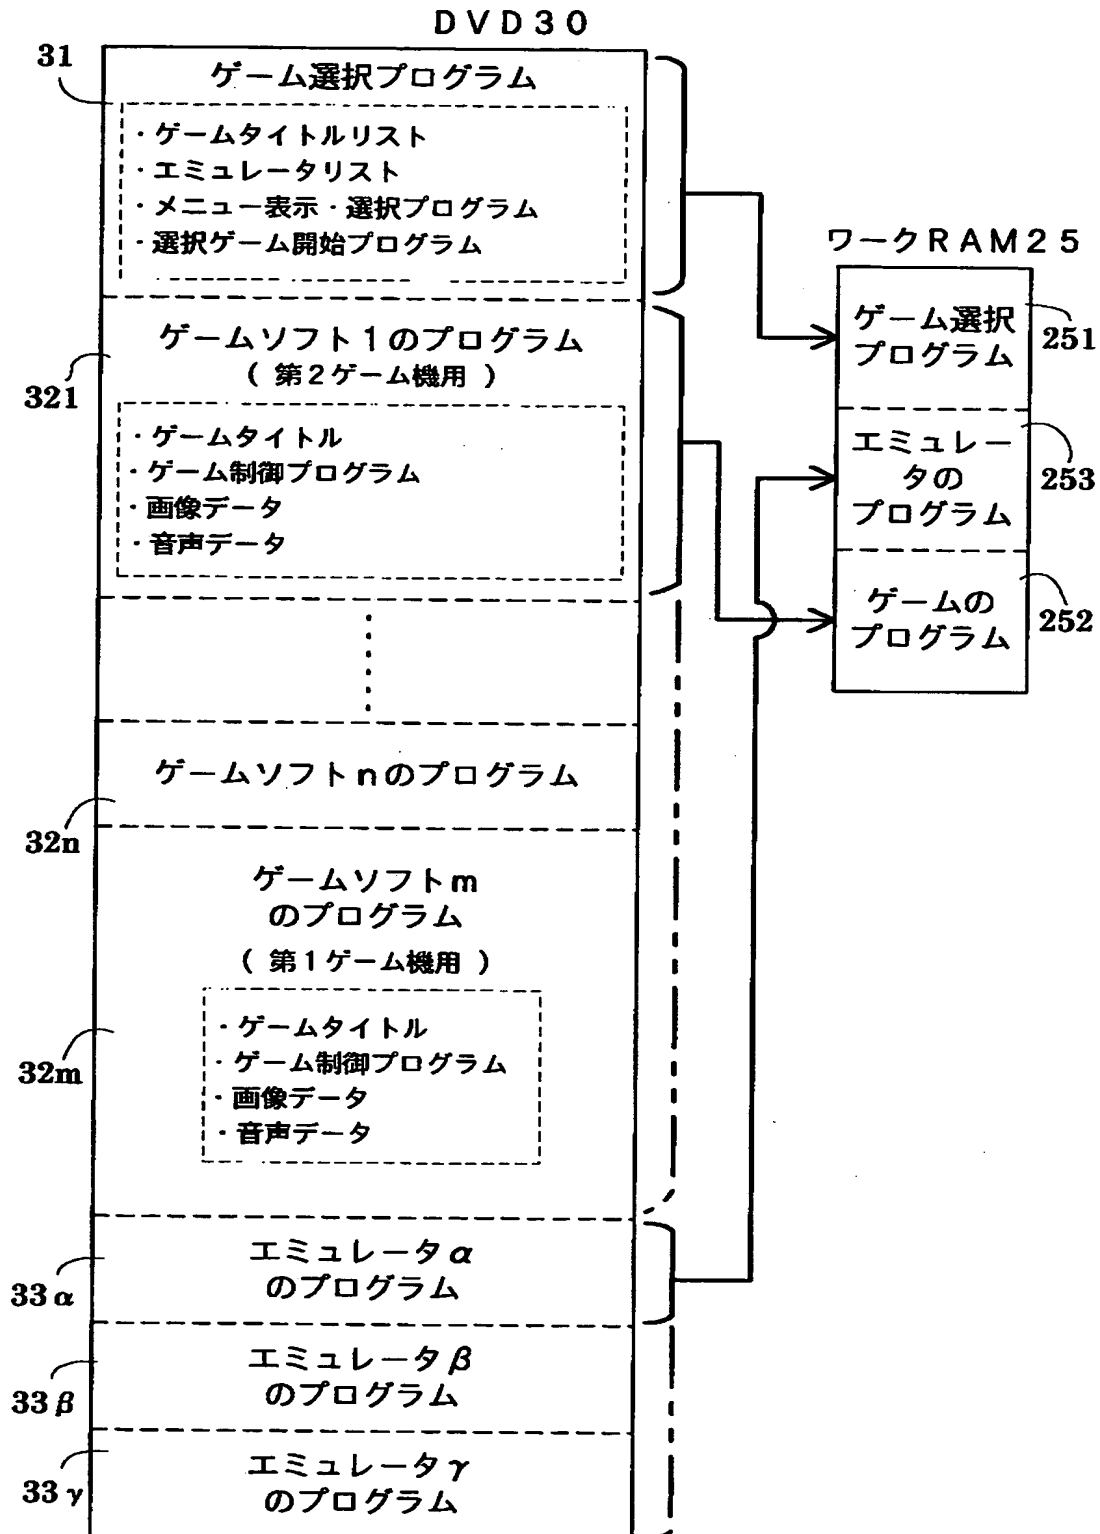 DVD30
31
ゲーム選択プログラム
・ゲームタイトルリスト
・エミュレータリスト
・メニュー表示・選択プログラム
・選択ゲーム開始プログラム
ワークRAM25
ゲーム選択
プログラム
251
エミュレー
タの
プログラム
253
ゲームの
プログラム
252
321
ゲームソフト1のプログラム
(第2ゲーム機用)
・ゲームタイトル
・ゲーム制御プログラム
・画像データ
・音声データ
ゲームソフトnのプログラム
32n
ゲームソフトm
のプログラム
(第1ゲーム機用)
32m
・ゲームタイトル
・ゲーム制御プログラム
・画像データ
・音声データ
エミュレータα
のプログラム
33α
エミュレータβ
のプログラム
33β
エミュレータγ
のプログラム
33γ